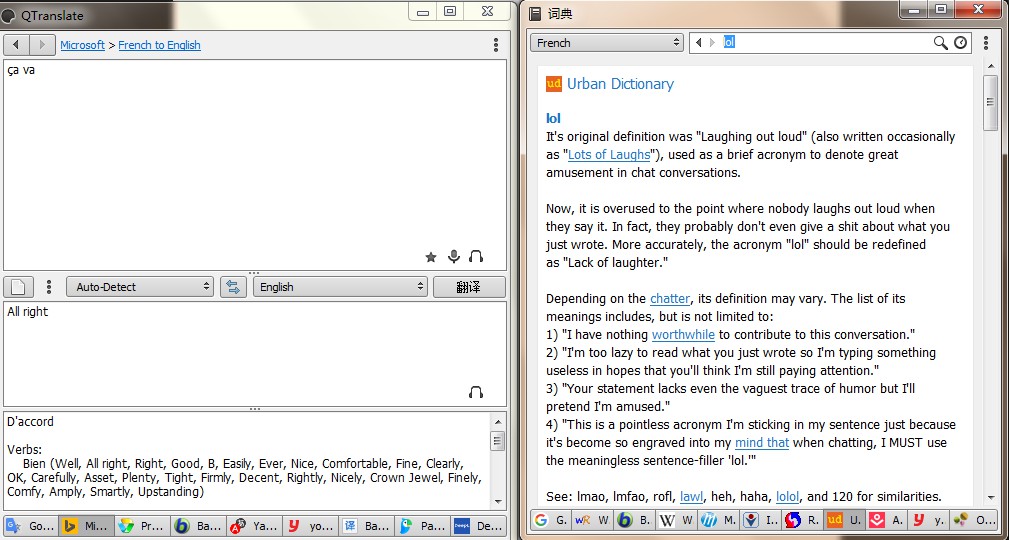 QTranslate
Microsoft > French to English
ça va
Auto-Detect
English
翻译
All right
D'accord
Verbs:
Bien (Well, All right, Right, Good, B, Easily, Ever, Nice, Comfortable, Fine, Clearly,
OK, Carefully, Asset, Plenty, Tight, Firmly, Decent, Rightly, Nicely, Crown Jewel, Finely,
Comfy, Amply, Smartly, Upstanding)
Go... Mi... Pr... Ba... Ya... yo... Ba... Pa... De...
词典
French
lol
ud Urban Dictionary
lol
It's original definition was "Laughing out loud" (also written occasionally
as "Lots of Laughs"), used as a brief acronym to denote great
amusement in chat conversations.
Now, it is overused to the point where nobody laughs out loud when
they say it. In fact, they probably don't even give a shit about what you
just wrote. More accurately, the acronym "lol" should be redefined
as "Lack of laughter."
Depending on the chatter, its definition may vary. The list of its
meanings includes, but is not limited to:
1) "I have nothing worthwhile to contribute to this conversation."
2) "I'm too lazy to read what you just wrote so I'm typing something
useless in hopes that you'll think I'm still paying attention."
3) "Your statement lacks even the vaguest trace of humor but I'll
pretend I'm amused."
4) "This is a pointless acronym I'm sticking in my sentence just because
it's become so engraved into my mind that when chatting, I MUST use
the meaningless sentence-filler 'lol.'"
See: lmao, lmfao, rofl, lawl, heh, haha, lolol, and 120 for similarities.
G. W B. W M. I.. R. U. A. y. O...